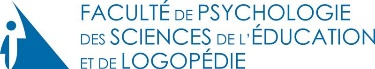 FACULTÉ DE PSYCHOLOGIE
DES SCIENCES DE L'ÉDUCATION
ET DE LOGOPÉDIE